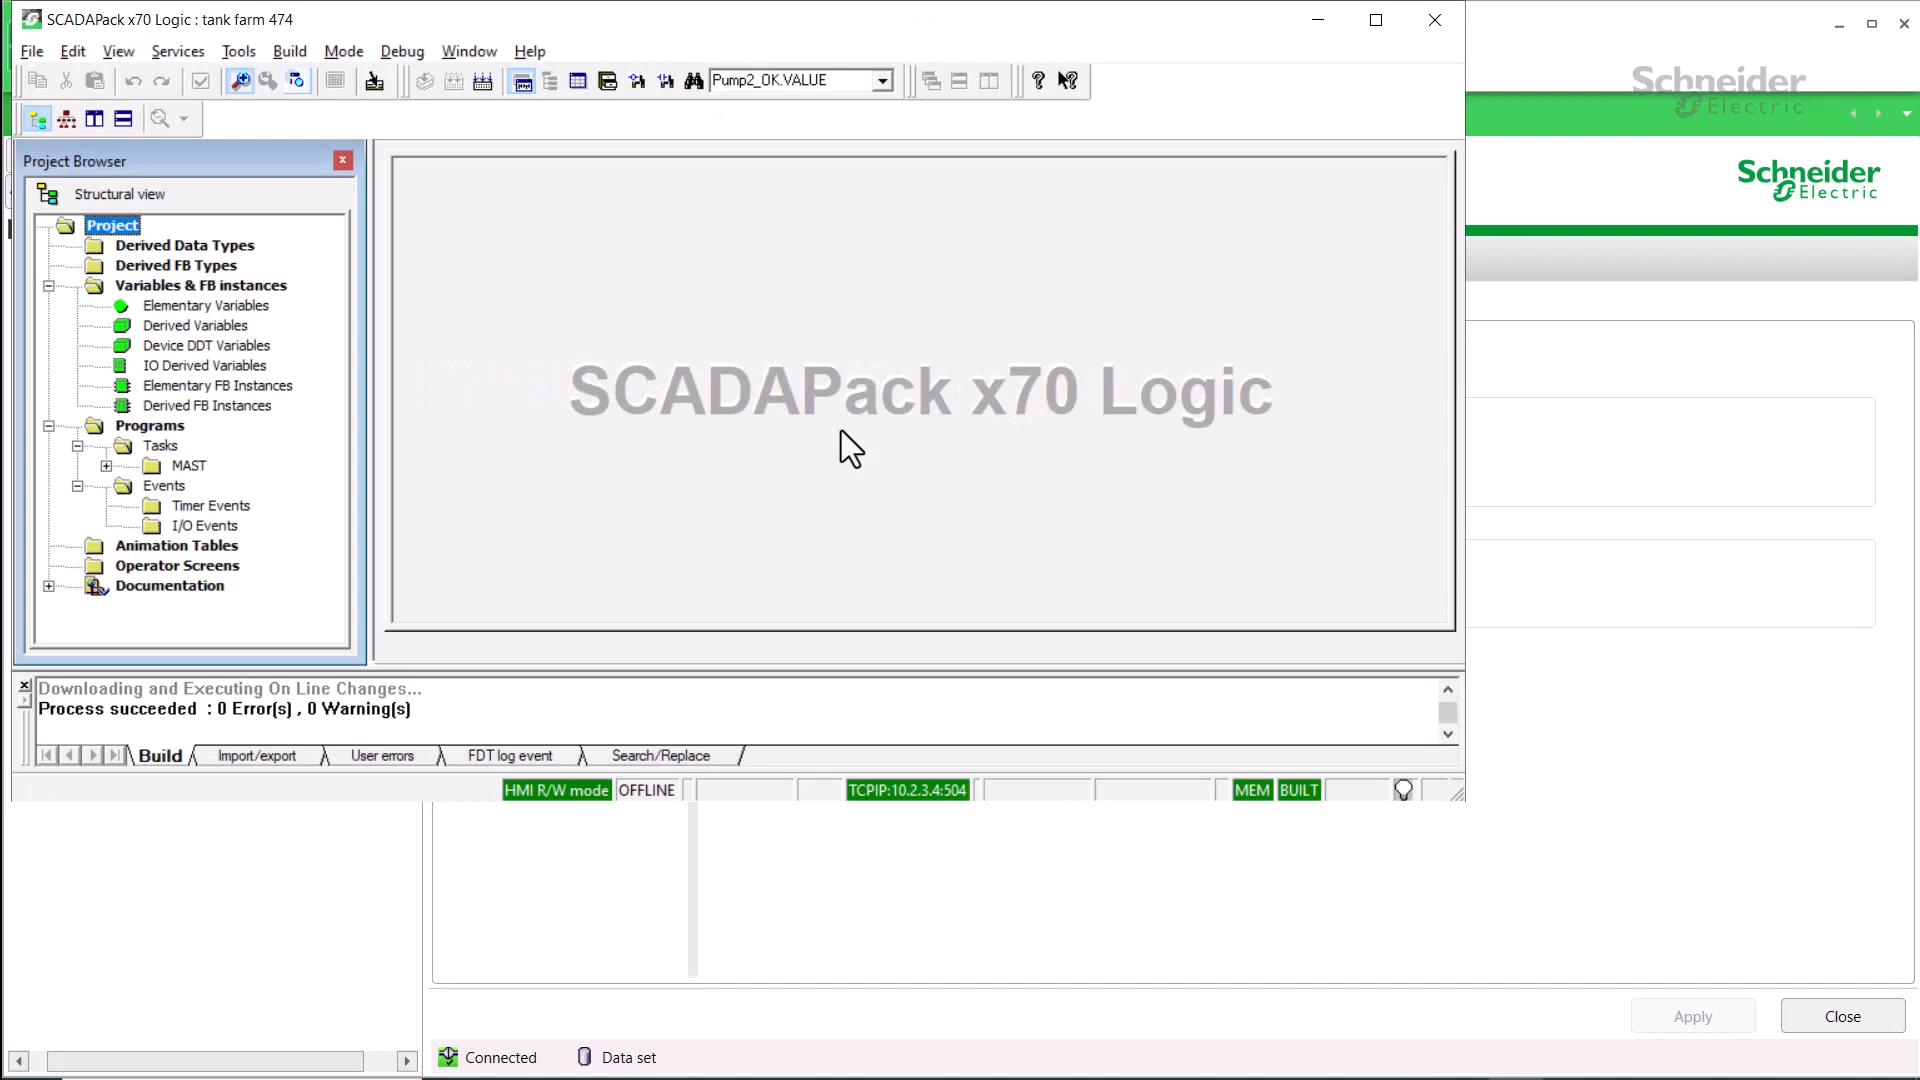 SCADAPack x70 Logic : tank farm 474
File Edit View Services Tools Build Mode Debug Window Help
Pump2_OK.VALUE
Schneider
Electric
Project Browser
Structural view
Schneider
Electric
Project
Derived Data Types
Derived FB Types
Variables & FB instances
Elementary Variables
Derived Variables
Device DDT Variables
IO Derived Variables
Elementary FB Instances
Derived FB Instances
Programs
Tasks
MAST
Events
Timer Events
I/O Events
Animation Tables
Operator Screens
Documentation
SCADAPack x70 Logic
Downloading and Executing On Line Changes...
Process succeeded : 0 Error(s) , 0 Warning(s)
Build Import/export User errors FDT log event Search/Replace
HMI R/W mode OFFLINE TCPIP:10.2.3.4:504 MEM BUILT
Apply Close
Connected Data set